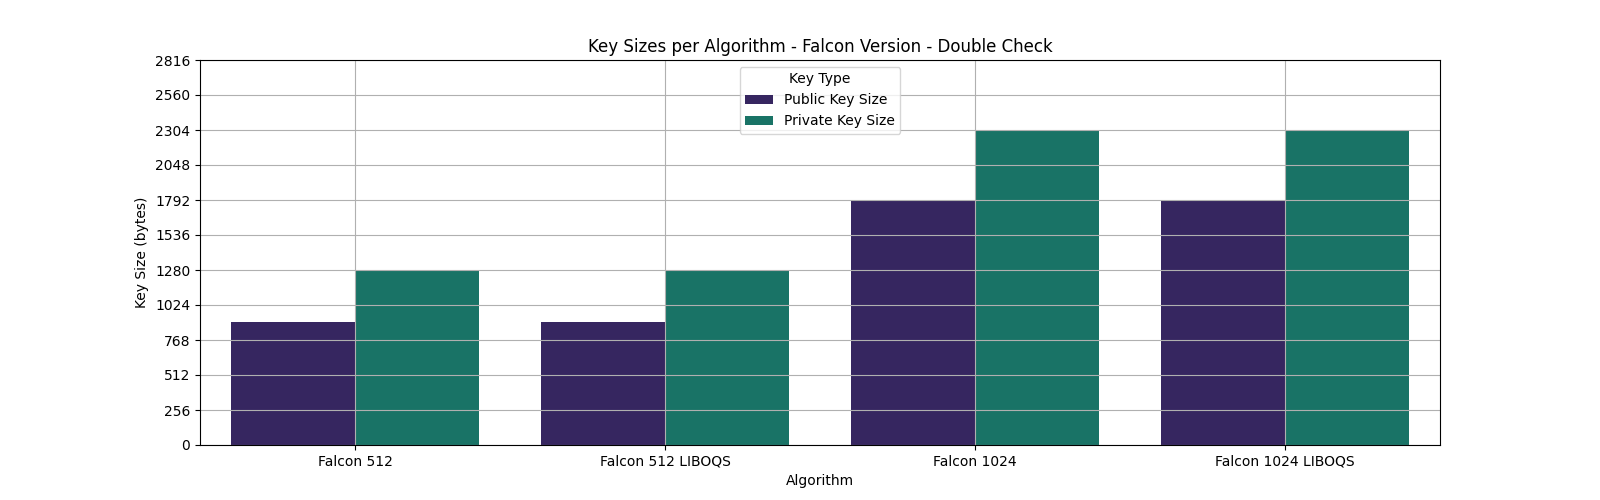 Key Sizes per Algorithm - Falcon Version - Double Check
Key Type
Public Key Size
Private Key Size
Key Size (bytes)
2816
2560
2304
2048
1792
1536
1280
1024
768
512
256
0
Falcon 512
Falcon 512 LIBOQS
Falcon 1024
Falcon 1024 LIBOQS
Algorithm